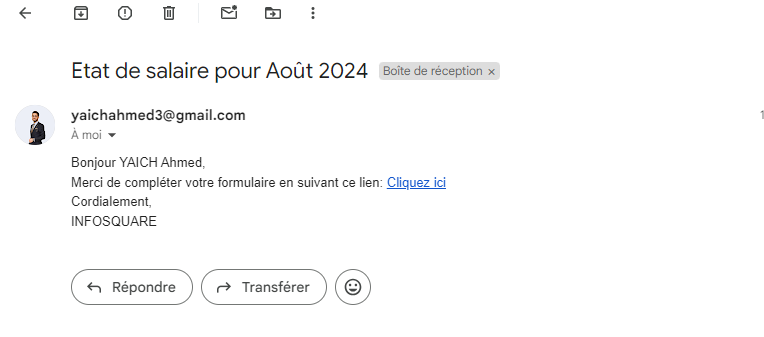 Etat de salaire pour Août 2024 Boîte de réception ×
yaichahmed3@gmail.com 1
À moi
Bonjour YAICH Ahmed,
Merci de compléter votre formulaire en suivant ce lien: Cliquez ici
Cordialement,
INFOSQUARE
Répondre Transférer